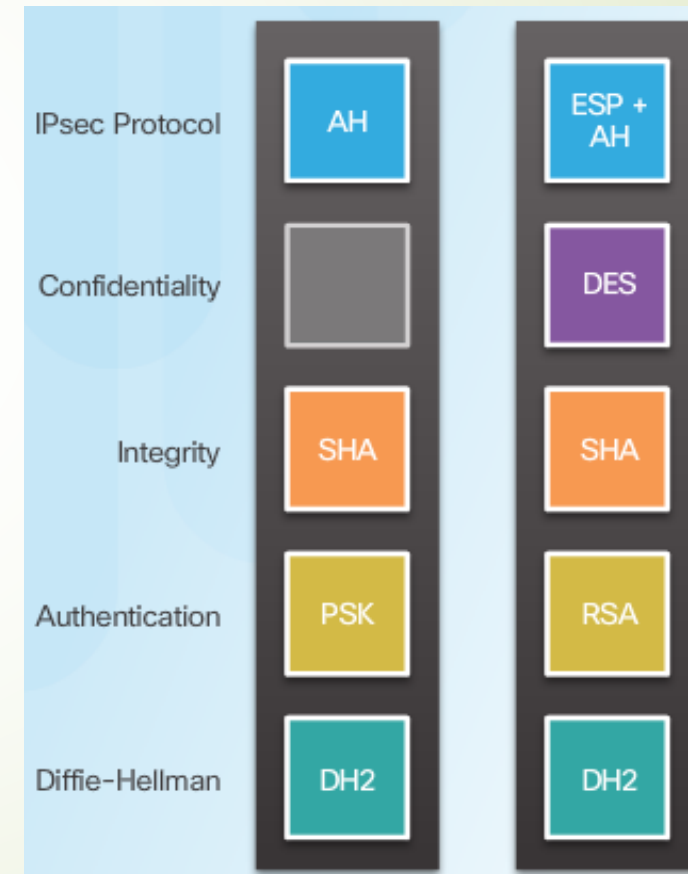 IPsec Protocol
AH
ESP +
AH
Confidentiality
DES
Integrity
SHA
SHA
Authentication
PSK
RSA
Diffie-Hellman
DH2
DH2